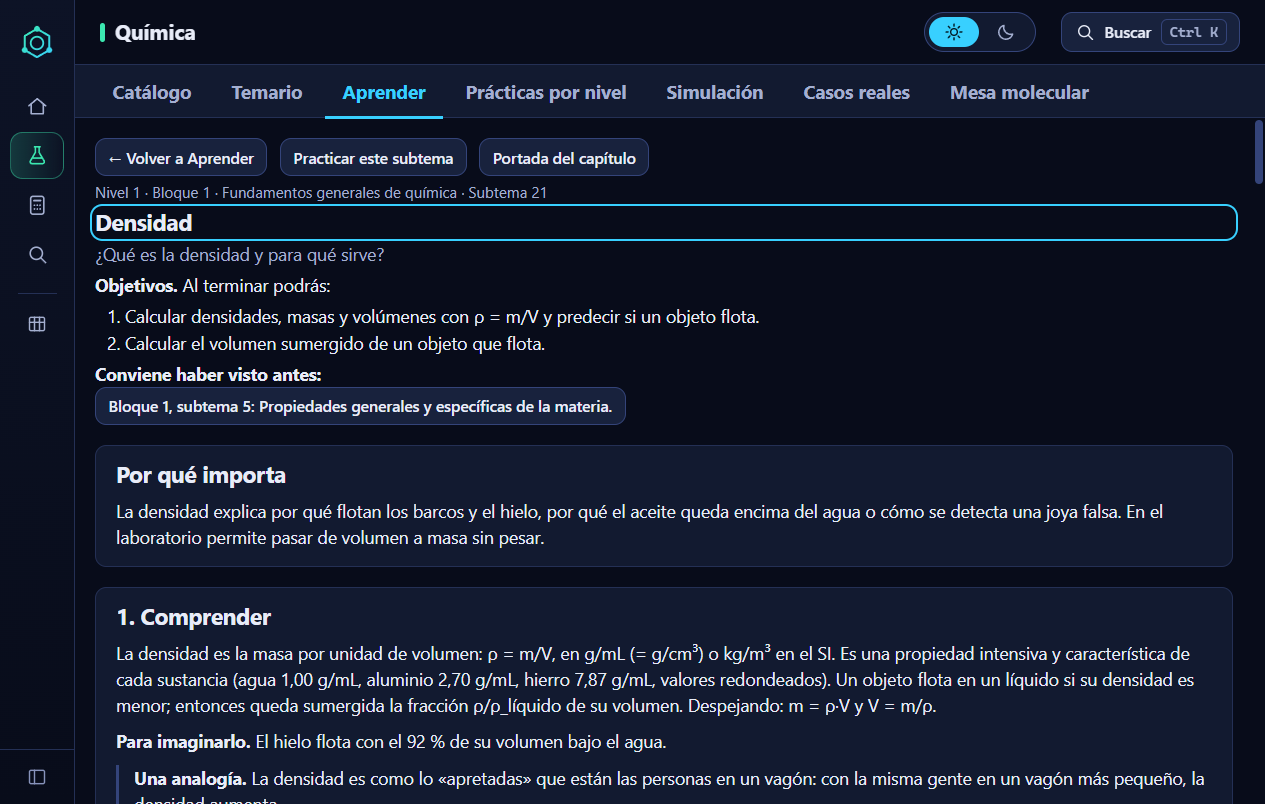 Química
Buscar Ctrl K
Catálogo Temario Aprender Prácticas por nivel Simulación Casos reales Mesa molecular
← Volver a Aprender Practicar este subtema Portada del capítulo
Nivel 1 · Bloque 1 · Fundamentos generales de química · Subtema 21
Densidad
¿Qué es la densidad y para qué sirve?
Objetivos. Al terminar podrás:
1. Calcular densidades, masas y volúmenes con ρ = m/V y predecir si un objeto flota.
2. Calcular el volumen sumergido de un objeto que flota.
Conviene haber visto antes:
Bloque 1, subtema 5: Propiedades generales y específicas de la materia.
Por qué importa
La densidad explica por qué flotan los barcos y el hielo, por qué el aceite queda encima del agua o cómo se detecta una joya falsa. En el
laboratorio permite pasar de volumen a masa sin pesar.
1. Comprender
La densidad es la masa por unidad de volumen: ρ = m/V, en g/mL (= g/cm³) o kg/m³ en el SI. Es una propiedad intensiva y característica de
cada sustancia (agua 1,00 g/mL, aluminio 2,70 g/mL, hierro 7,87 g/mL, valores redondeados). Un objeto flota en un líquido si su densidad es
menor; entonces queda sumergida la fracción ρ/ρ_líquido de su volumen. Despejando: m = ρ·V y V = m/ρ.
Para imaginarlo. El hielo flota con el 92 % de su volumen bajo el agua.
Una analogía. La densidad es como lo «apretadas» que están las personas en un vagón: con la misma gente en un vagón más pequeño, la
densidad aumenta.